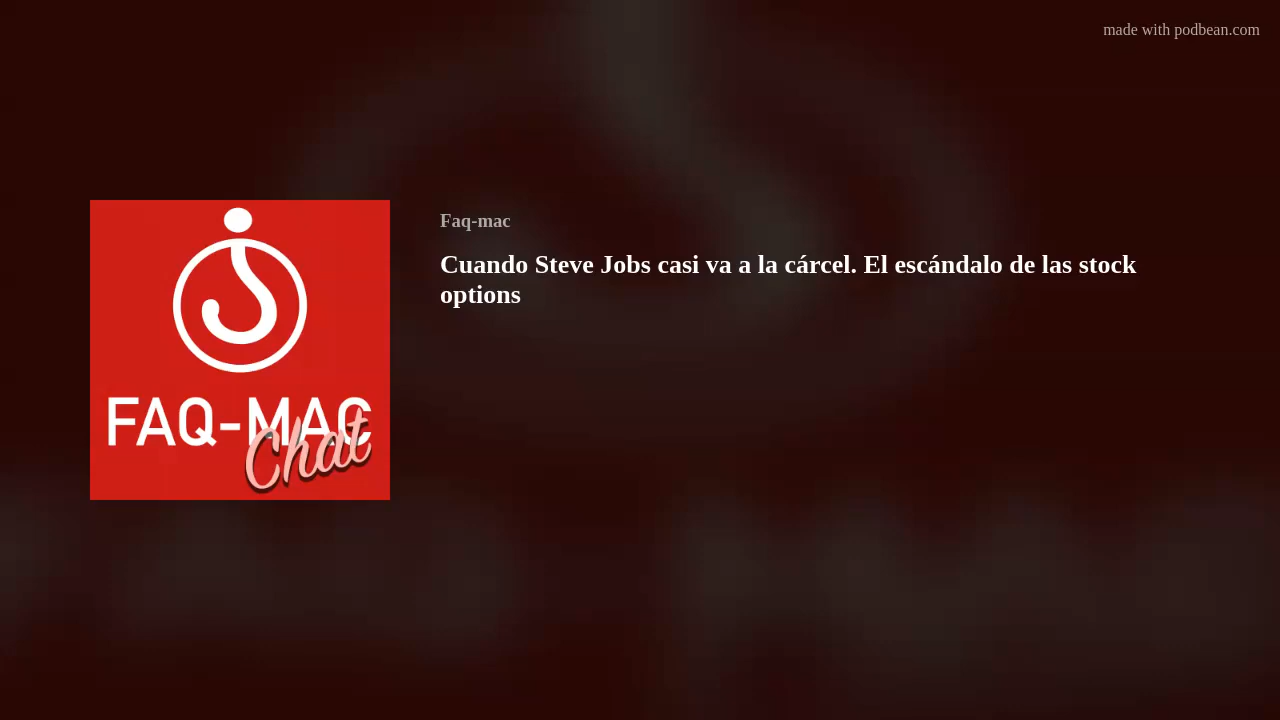 made with podbean.com
Faq-mac
Cuando Steve Jobs casi va a la cárcel. El escándalo de las stock
options
FAQ-MAC
Chat